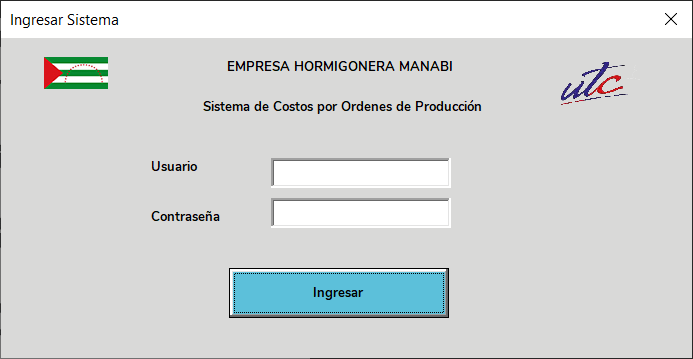 Ingresar Sistema
EMPRESA HORMIGONERA MANABI
utc
Sistema de Costos por Ordenes de Producción
Usuario
Contraseña
Ingresar